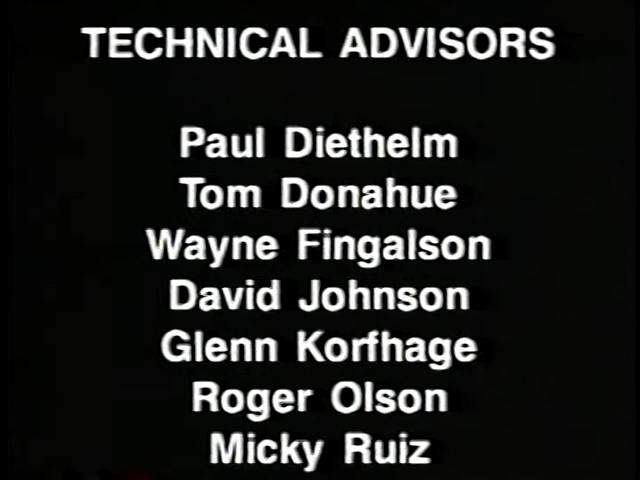 TECHNICAL ADVISORS
Paul Diethelm
Tom Donahue
Wayne Fingalson
David Johnson
Glenn Korfhage
Roger Olson
Micky Ruiz